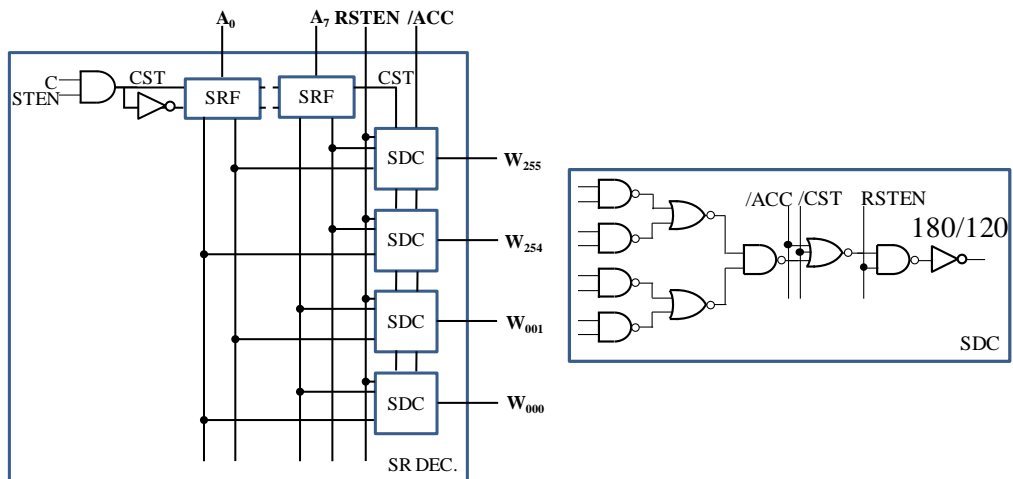 A0 A7 RSTEN /ACC
C CST CST
STEN
SRF SRF
SDC W255
SDC W254
SDC W001
SDC W000
SR DEC.
/ACC /CST RSTEN
180/120
SDC